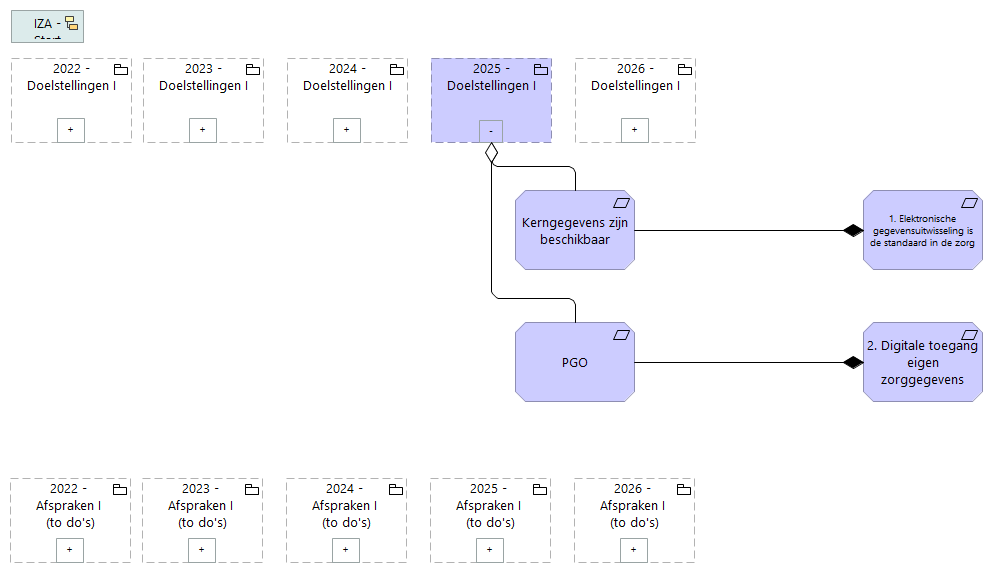 IZA -
2022 -
Doelstellingen I
+
2023 -
Doelstellingen I
+
2024 -
Doelstellingen I
+
2025 -
Doelstellingen I
-
2026 -
Doelstellingen I
+
Kerngegevens zijn
beschikbaar
1. Elektronische
gegevensuitwisseling is
de standaard in de zorg
PGO
2. Digitale toegang
eigen
zorggegevens
2022 -
Afspraken I
(to do's)
+
2023 -
Afspraken I
(to do's)
+
2024 -
Afspraken I
(to do's)
+
2025 -
Afspraken I
(to do's)
+
2026 -
Afspraken I
(to do's)
+